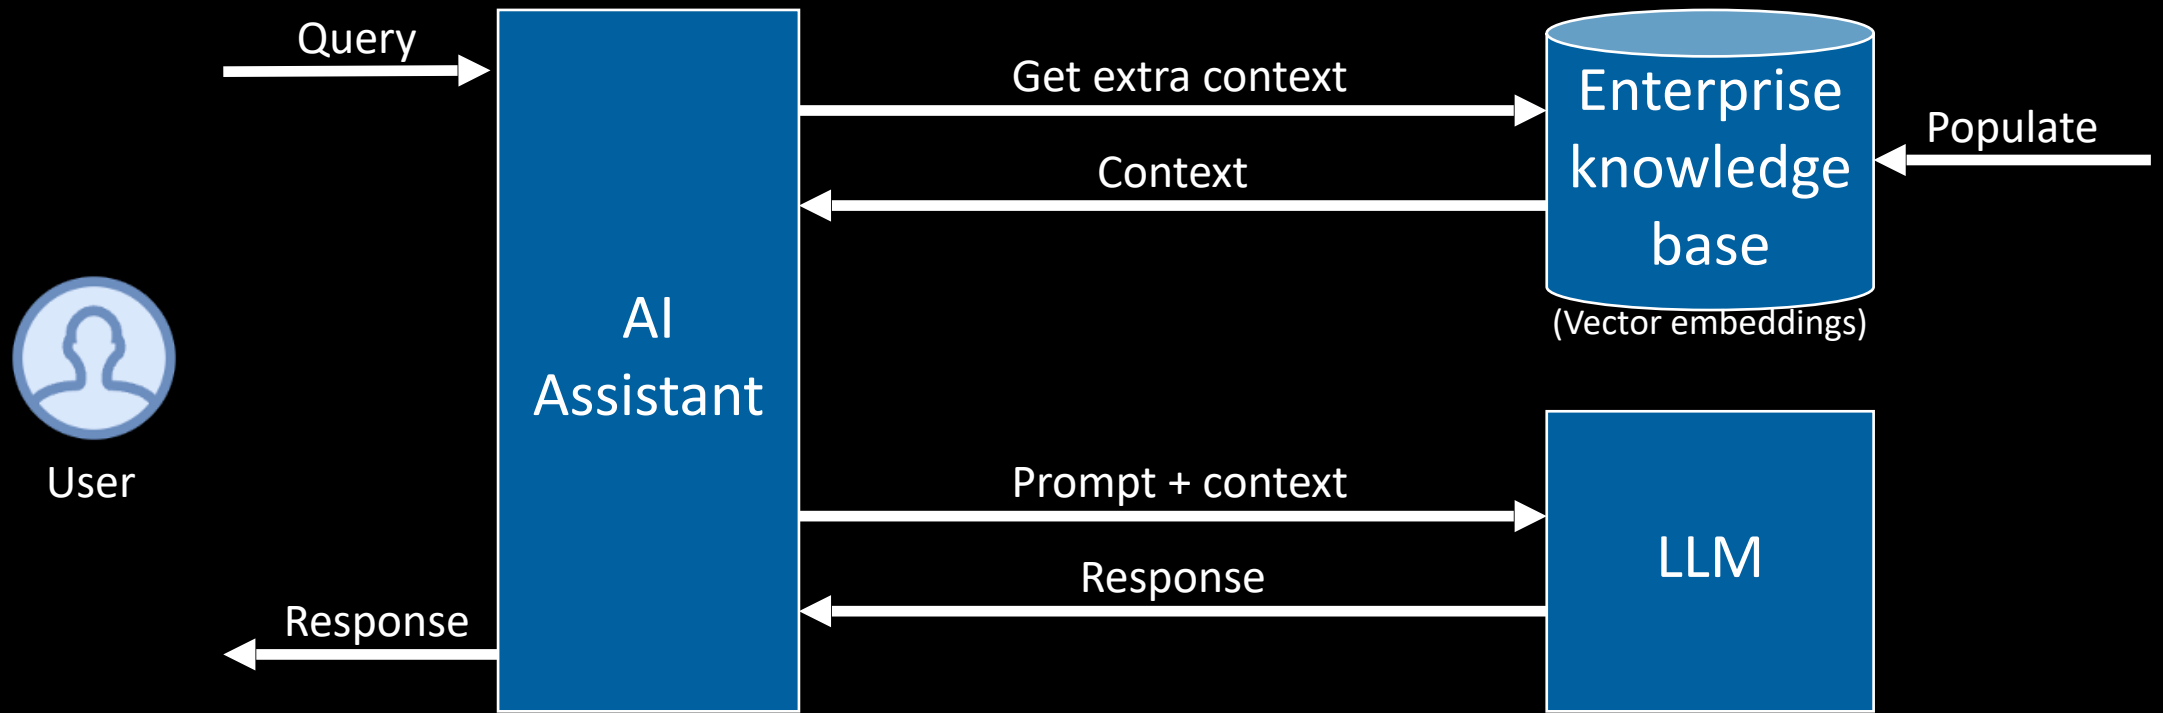 Query
Get extra context
Enterprise
knowledge
base
Populate
Context
(Vector embeddings)
AI
Assistant
User
Prompt + context
LLM
Response
Response